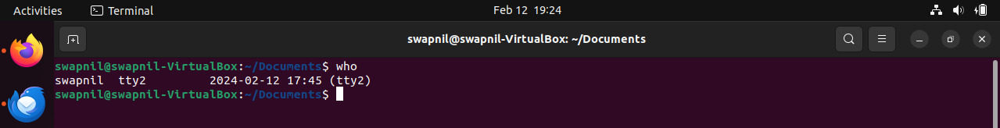 Activities Terminal Feb 12 19:24
swapnil@swapnil-VirtualBox: ~/Documents
swapnil@swapnil-VirtualBox:~/Documents$ who
swapnil  tty2         2024-02-12 17:45 (tty2)
swapnil@swapnil-VirtualBox:~/Documents$